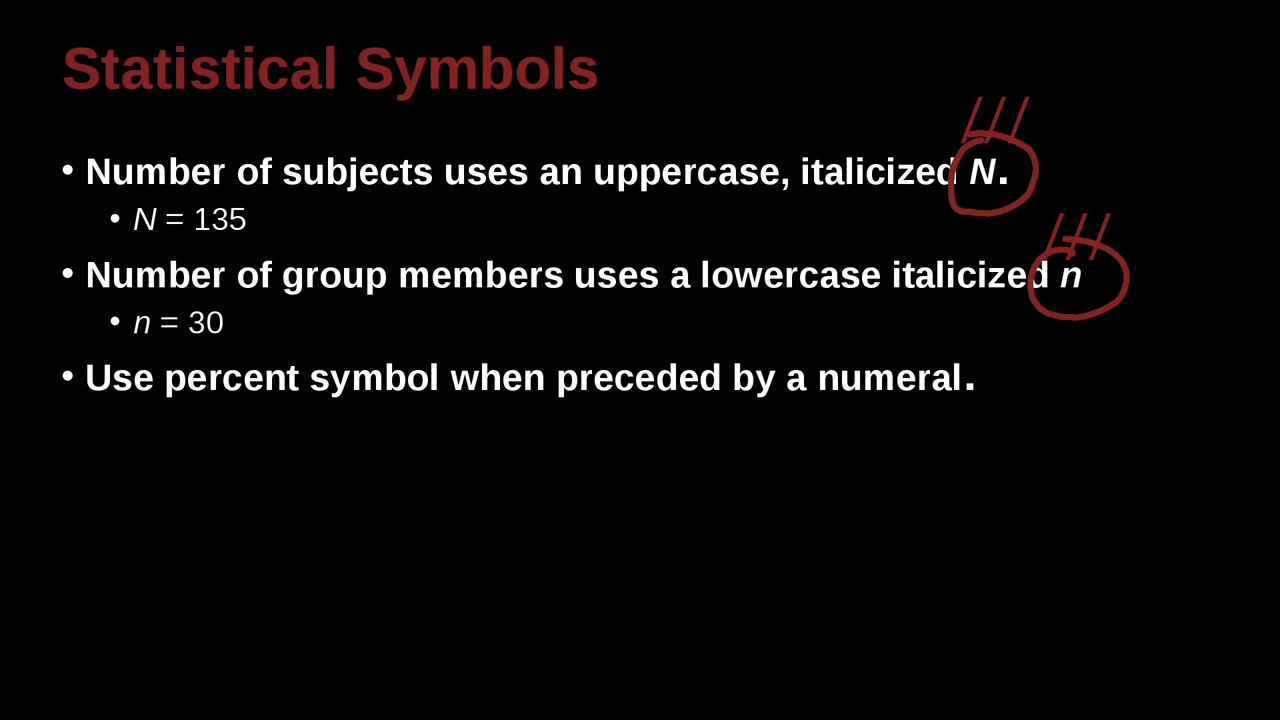 Statistical Symbols
• Number of subjects uses an uppercase, italicized N.
• N = 135
• Number of group members uses a lowercase italicized n
• n = 30
• Use percent symbol when preceded by a numeral.